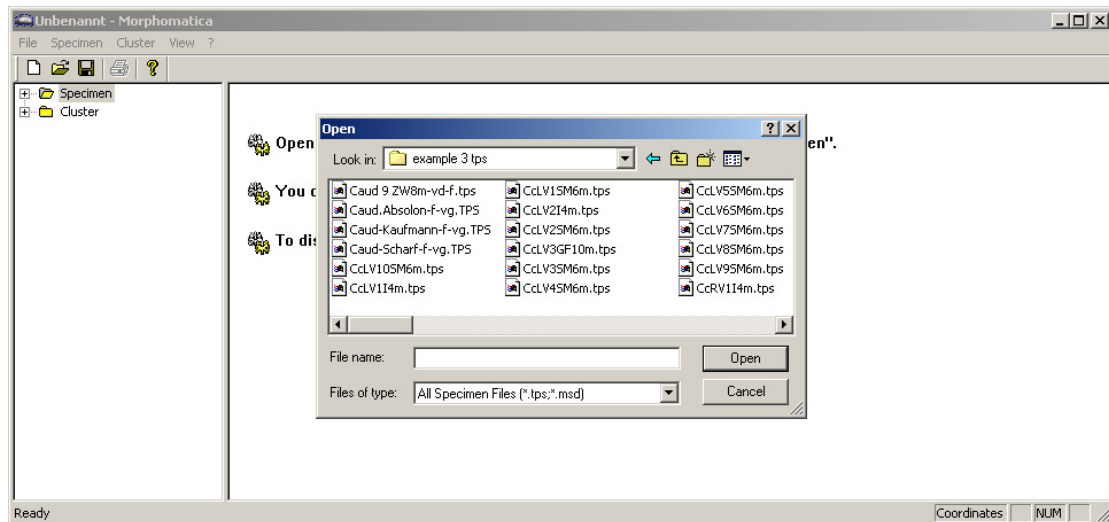 Unbenannt - Morphomatica
File Specimen Cluster View ?
Specimen
Cluster
Open
en".
You
To dis
Open
Look in: example 3 tps
Caud 9 ZW8m-vd-f.tps
Caud.Absolon-f-vg.TPS
Caud-Kaufmann-f-vg.TPS
Caud-Scharf-f-vg.TPS
CcLV10SM6m.tps
CcLV1I4m.tps
CcLV1SM6m.tps
CcLV2I4m.tps
CcLV2SM6m.tps
CcLV3GF10m.tps
CcLV3SM6m.tps
CcLV4SM6m.tps
CcLV5SM6m.tps
CcLV6SM6m.tps
CcLV7SM6m.tps
CcLV8SM6m.tps
CcLV9SM6m.tps
CcRV1I4m.tps
File name:
Open
Files of type: All Specimen Files (*.tps;*.msd)
Cancel
Ready
Coordinates NUM